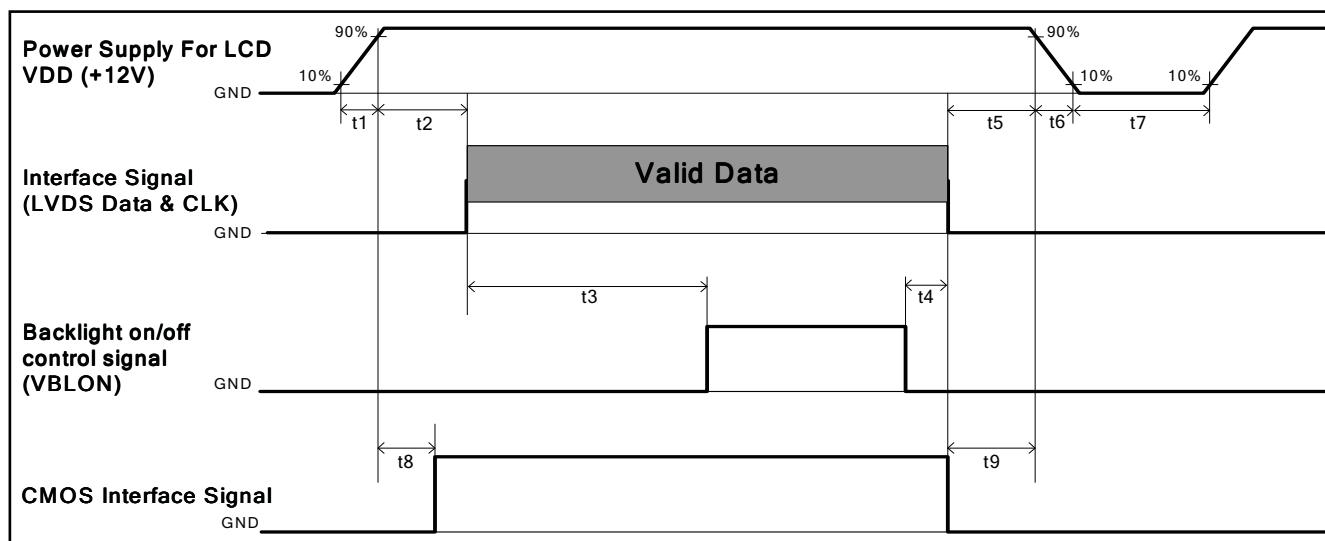 Power Supply For LCD
VDD (+12V)
90%
10%
GND
90%
10%
10%
t1
t2
t5
t6
t7
Interface Signal
(LVDS Data & CLK)
Valid Data
GND
t3
t4
Backlight on/off
control signal
(VBLON)
GND
t8
t9
CMOS Interface Signal
GND